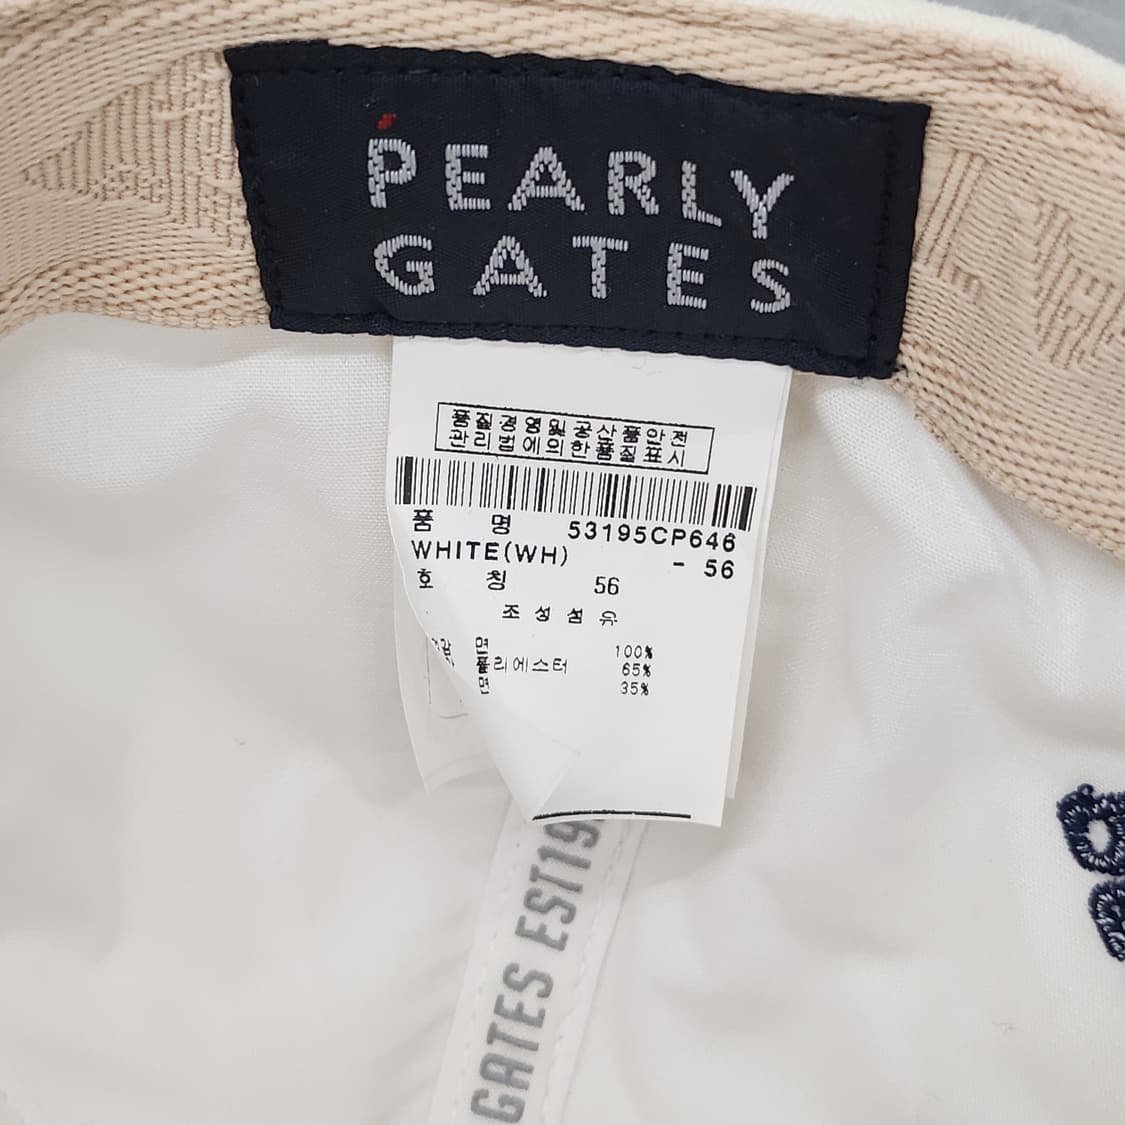 PEARLY
GATES
품질경영및공산품안전
관리법에의한품질표시
품 명 53195CP646
WHITE(WH) - 56
호 칭 56
조성섬유
면 100%
폴리에스터 65%
면 35%
GATES EST19